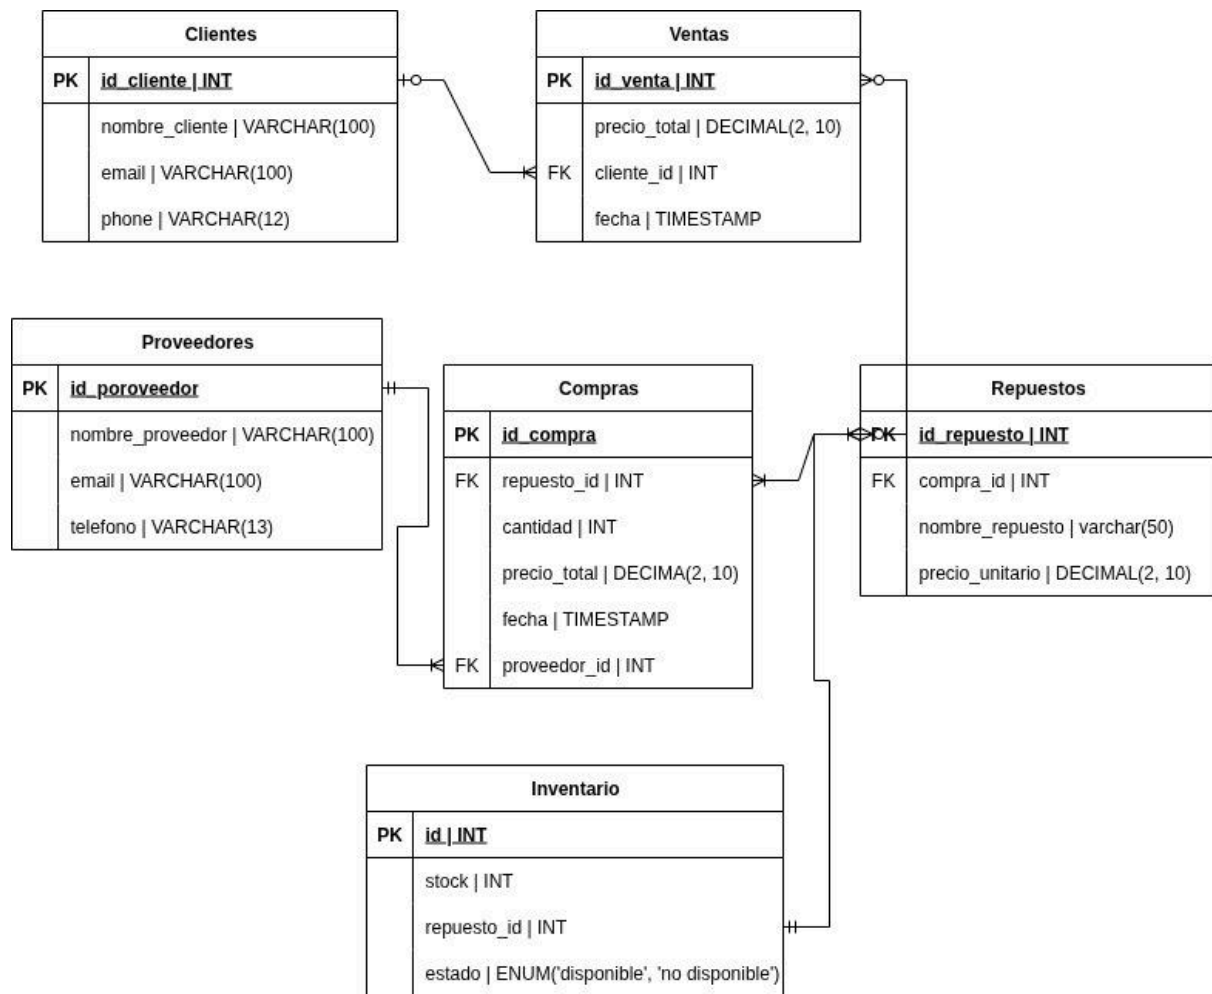 Clientes
PK id_cliente | INT
nombre_cliente | VARCHAR(100)
email | VARCHAR(100)
phone | VARCHAR(12)
Ventas
PK id_venta | INT
precio_total | DECIMAL(2, 10)
FK cliente_id | INT
fecha | TIMESTAMP
Proveedores
PK id_poroveedor
nombre_proveedor | VARCHAR(100)
email | VARCHAR(100)
telefono | VARCHAR(13)
Compras
PK id_compra
FK repuesto_id | INT
cantidad | INT
precio_total | DECIMA(2, 10)
fecha | TIMESTAMP
FK proveedor_id | INT
Repuestos
PK id_repuesto | INT
FK compra_id | INT
nombre_repuesto | varchar(50)
precio_unitario | DECIMAL(2, 10)
Inventario
PK id | INT
stock | INT
repuesto_id | INT
estado | ENUM('disponible', 'no disponible')